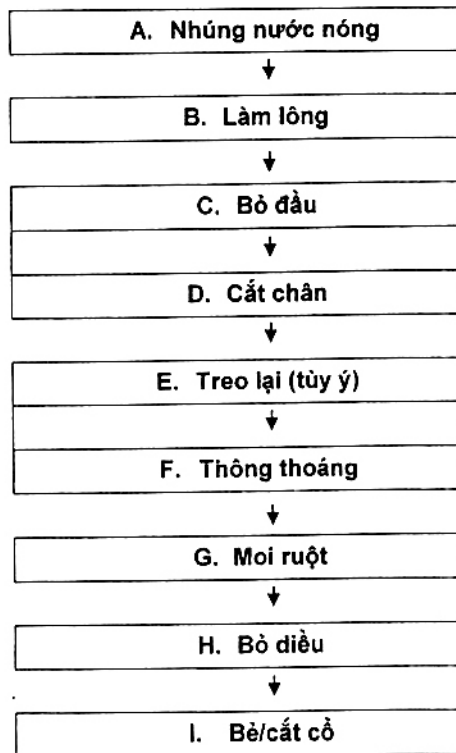 A. Nhúng nước nóng
B. Làm lông
C. Bỏ đầu
D. Cắt chân
E. Treo lại (tùy ý)
F. Thông thoáng
G. Moi ruột
H. Bỏ diều
I. Bẻ/cắt cổ